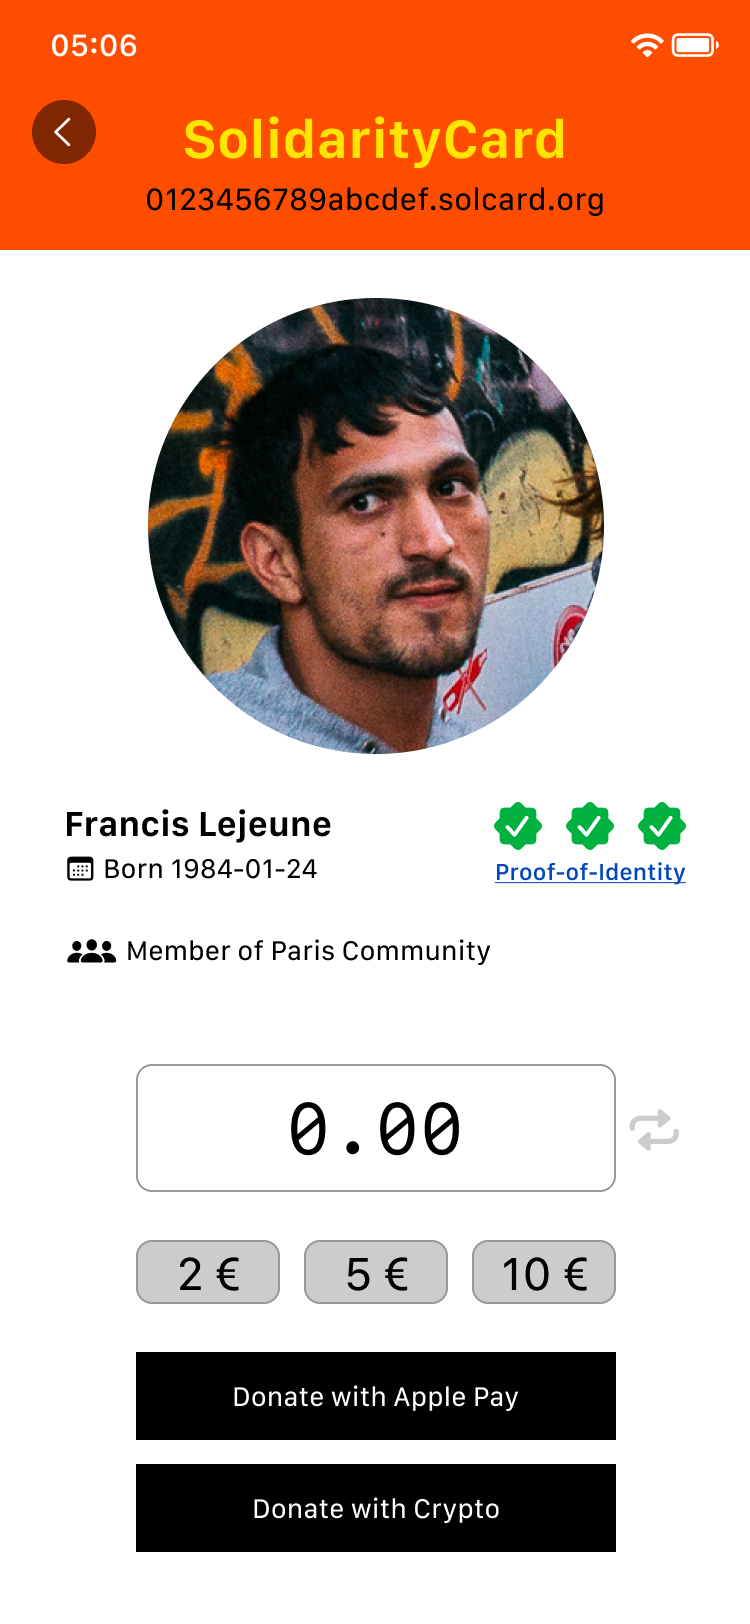 05:06
SolidarityCard
0123456789abcdef.solcard.org
Francis Lejeune
Born 1984-01-24
Proof-of-Identity
Member of Paris Community
0.00
2 €
5 €
10 €
Donate with Apple Pay
Donate with Crypto